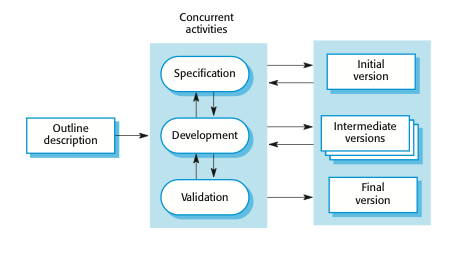 Concurrent
activities
Specification
Initial
version
Outline
description
Development
Intermediate
versions
Validation
Final
version